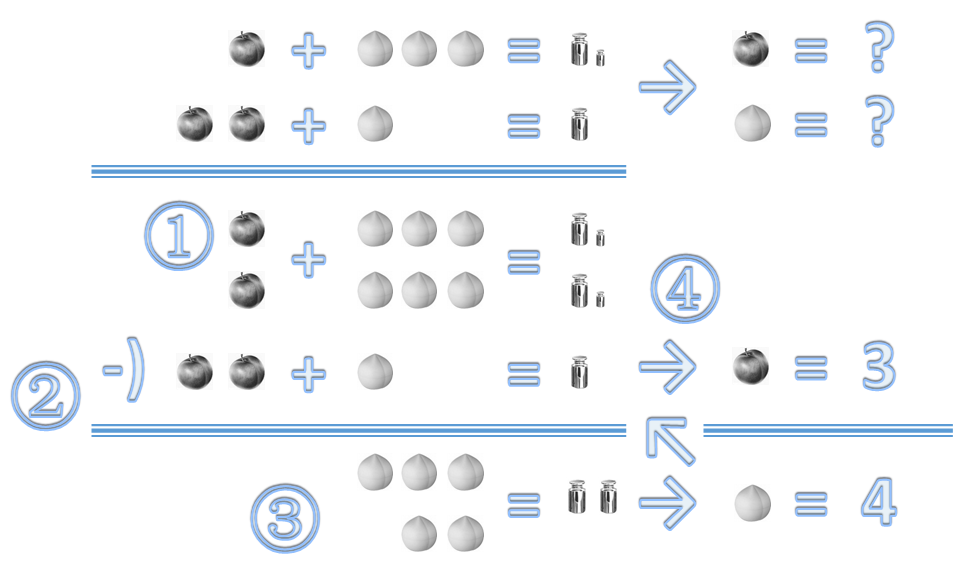 + = → = ?
+ = = ?
① + = ④
② -) + = → = 3
③ = → = 4